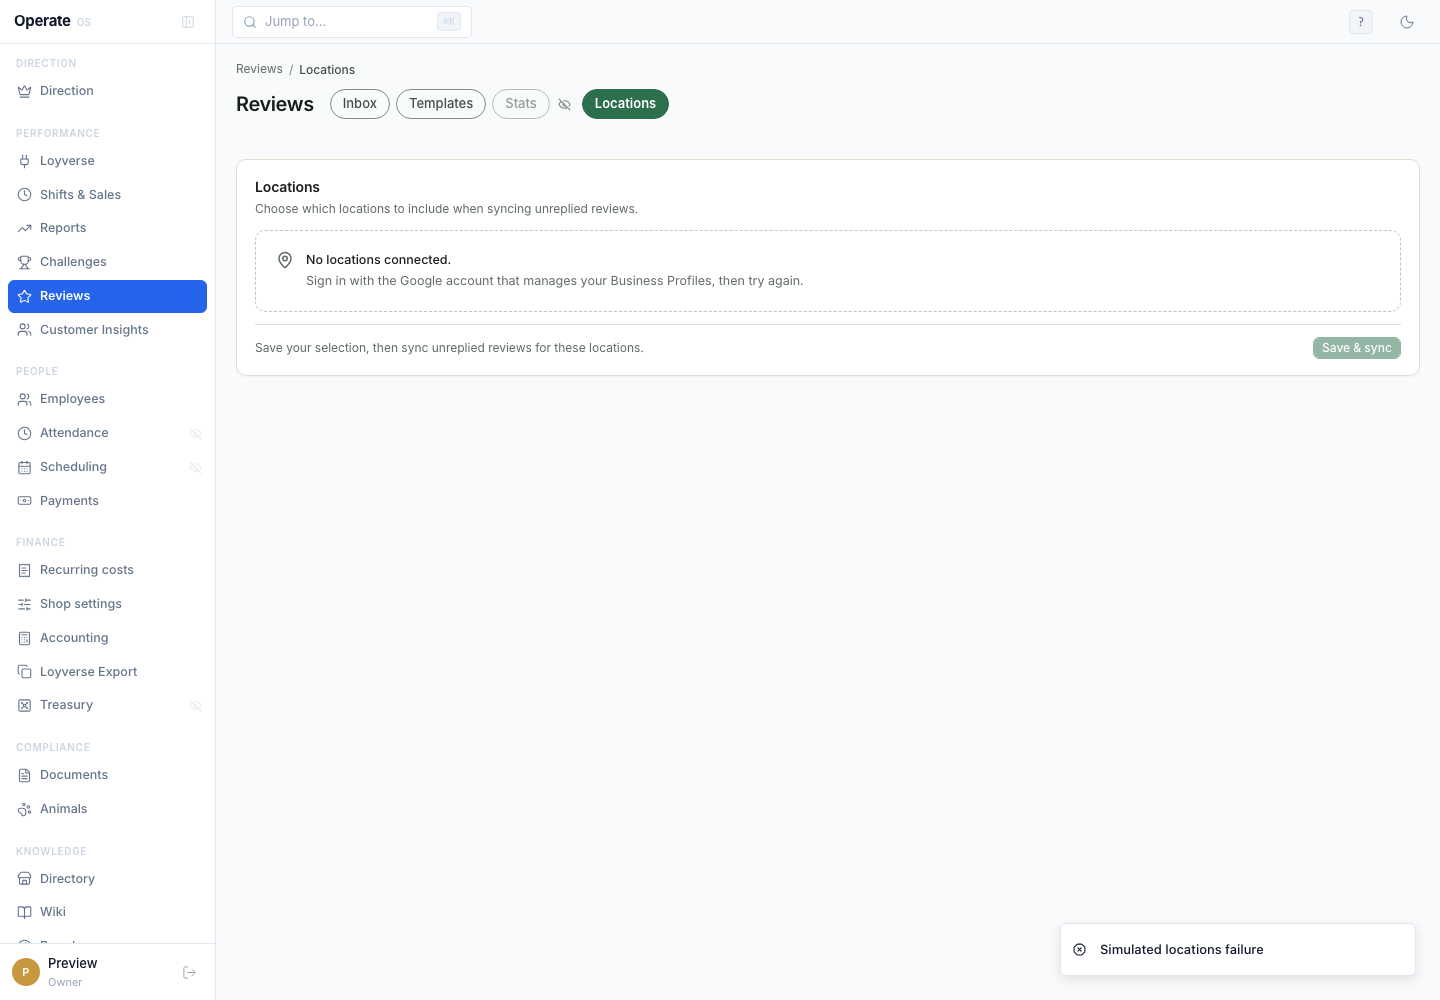 Operate OS
Jump to...
⌘K
?
DIRECTION
Direction
PERFORMANCE
Loyverse
Shifts & Sales
Reports
Challenges
Reviews
Customer Insights
PEOPLE
Employees
Attendance
Scheduling
Payments
FINANCE
Recurring costs
Shop settings
Accounting
Loyverse Export
Treasury
COMPLIANCE
Documents
Animals
KNOWLEDGE
Directory
Wiki
P
Preview
Owner
Reviews / Locations
Reviews
Inbox
Templates
Stats
Locations
Locations
Choose which locations to include when syncing unreplied reviews.
No locations connected.
Sign in with the Google account that manages your Business Profiles, then try again.
Save your selection, then sync unreplied reviews for these locations.
Save & sync
Simulated locations failure